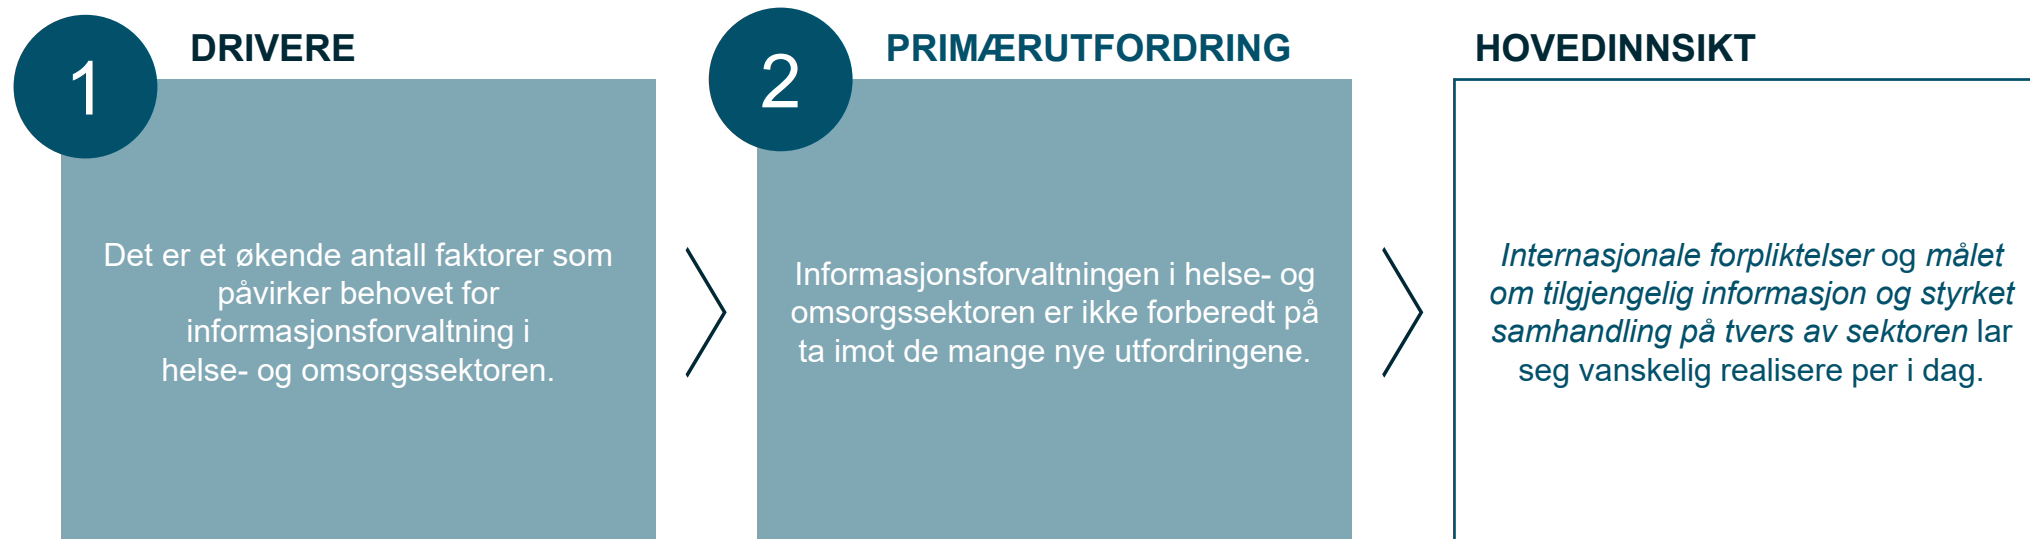 1
DRIVERE
Det er et økende antall faktorer som
påvirker behovet for
informasjonsforvaltning i
helse- og omsorgssektoren.
2
PRIMÆRUTFORDRING
Informasjonsforvaltningen i helse- og
omsorgssektoren er ikke forberedt på
ta imot de mange nye utfordringene.
HOVEDINNSIKT
Internasjonale forpliktelser og målet
om tilgjengelig informasjon og styrket
samhandling på tvers av sektoren lar
seg vanskelig realisere per i dag.